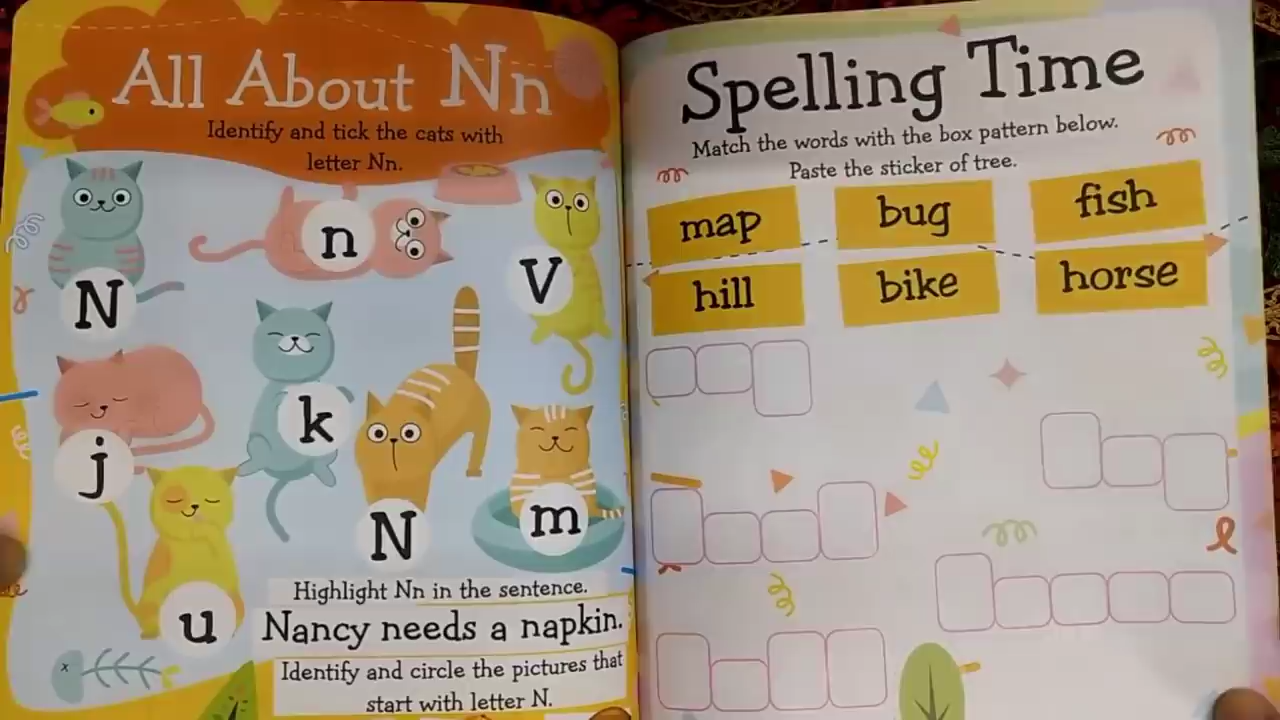 All About Nn
Identify and tick the cats with
letter Nn.
N
n
V
j
k
N
m
u
Highlight Nn in the sentence.
Nancy needs a napkin.
Identify and circle the pictures that
start with letter N.
Spelling Time
Match the words with the box pattern below.
Paste the sticker of tree.
map
bug
fish
hill
bike
horse